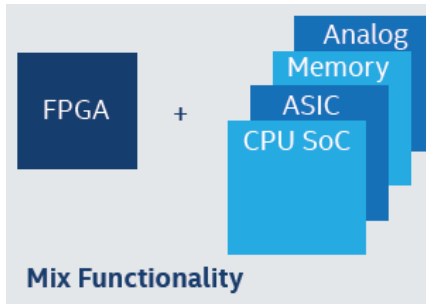 Analog
Memory
FPGA + ASIC
CPU SoC
Mix Functionality